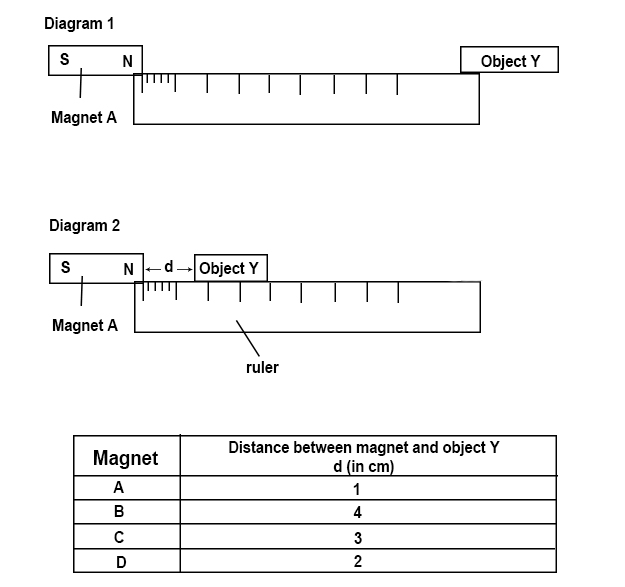 Diagram 1
S N
Object Y
Magnet A
Diagram 2
S N d Object Y
Magnet A
ruler
Magnet
Distance between magnet and object Y
d (in cm)
A 1
B 4
C 3
D 2